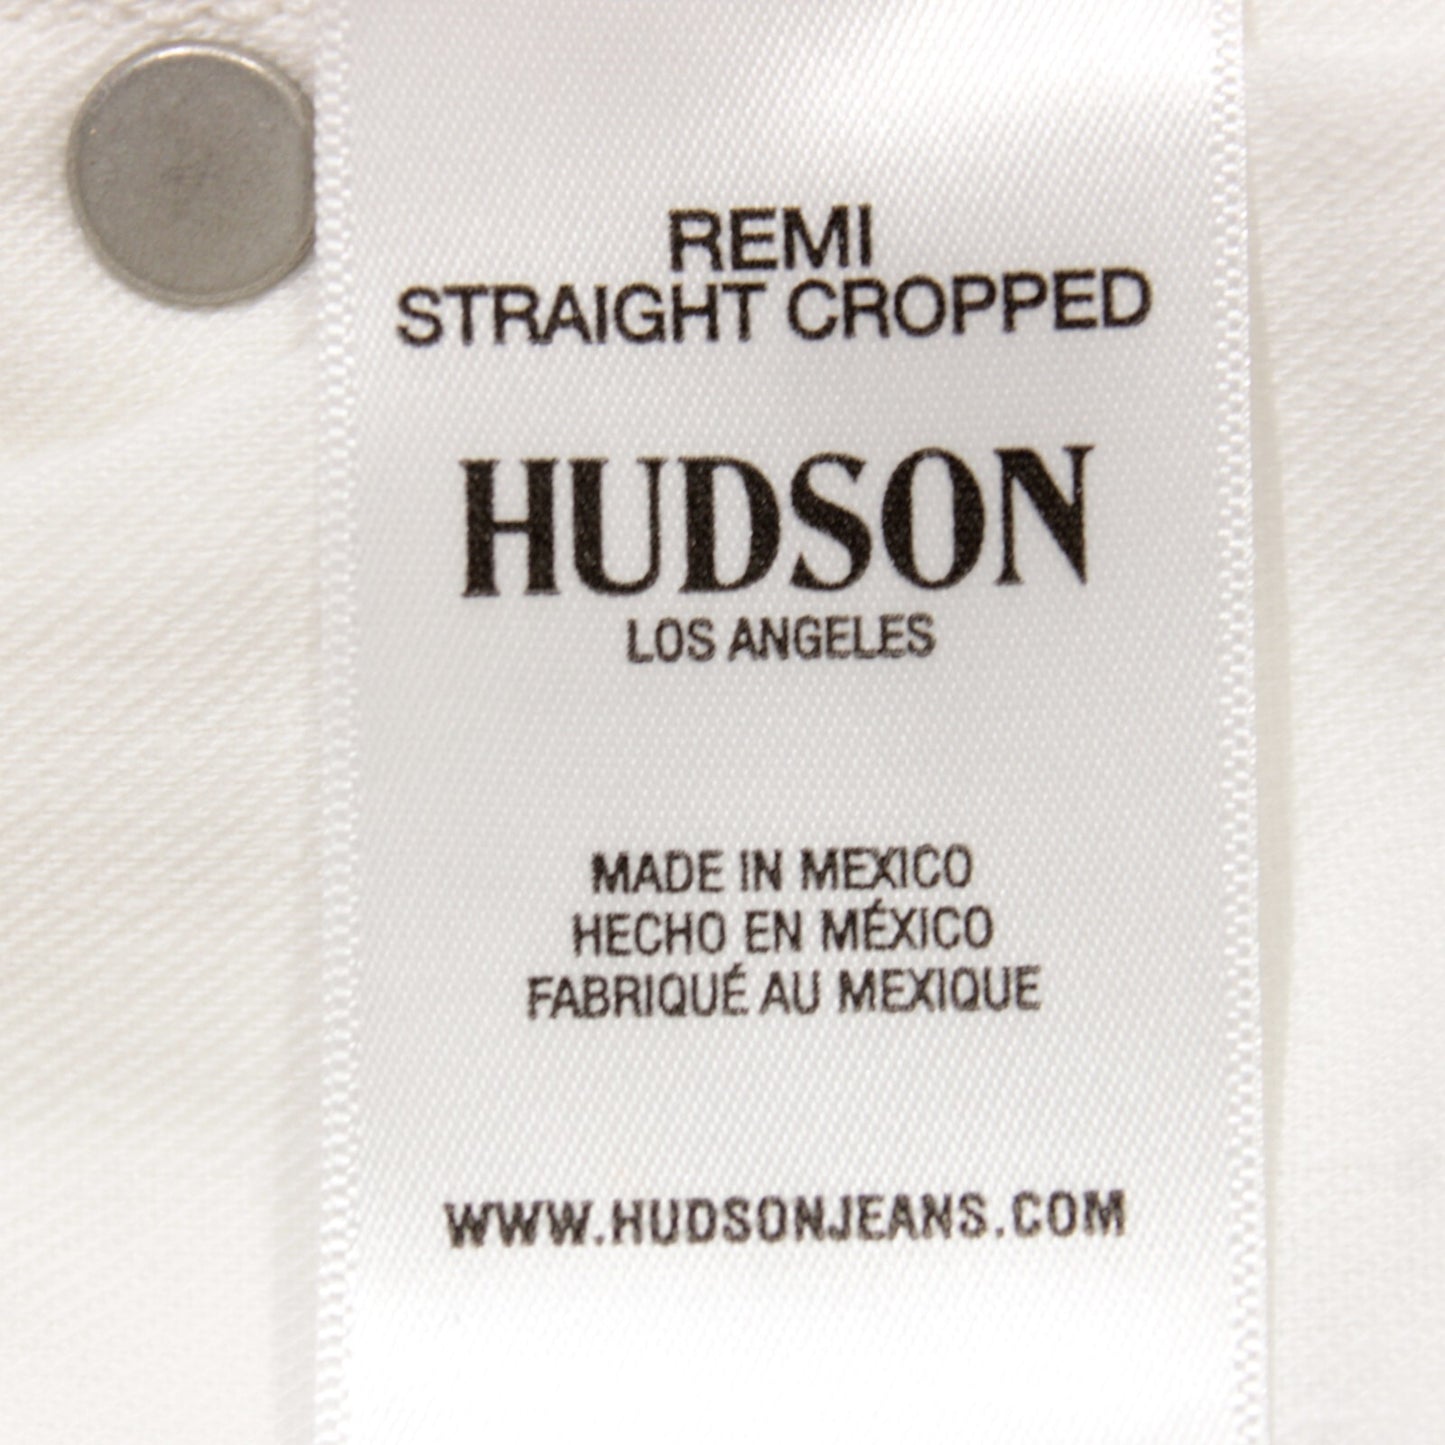 REMI
STRAIGHT CROPPED
HUDSON
LOS ANGELES
MADE IN MEXICO
HECHO EN MÉXICO
FABRIQUÉ AU MEXIQUE
WWW.HUDSONJEANS.COM